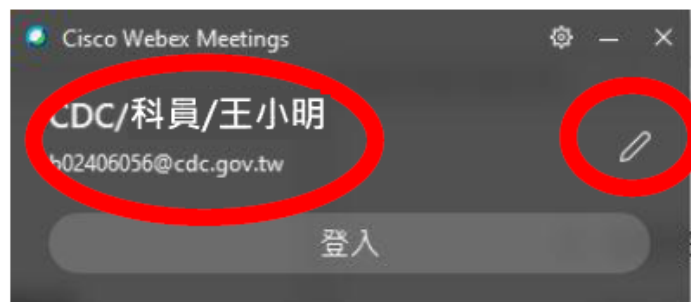 Cisco Webex Meetings
CDC/科員/王小明
b02406056@cdc.gov.tw
登入